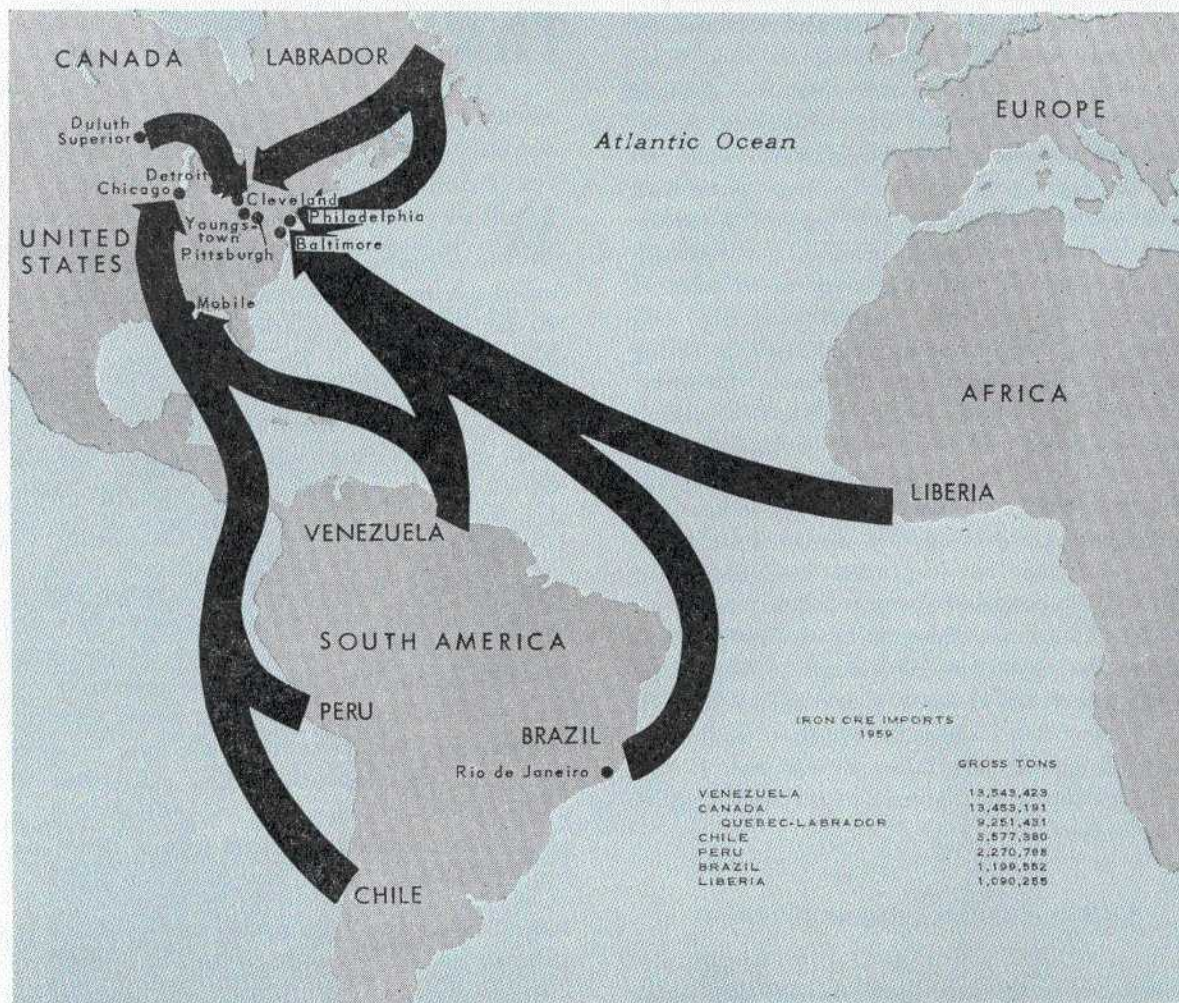 CANADA
LABRADOR
Duluth
Superior
Detroit
Chicago
Cleveland
Philadelphia
Youngs-
town
Pittsburgh
Baltimore
UNITED
STATES
Mobile
Atlantic Ocean
EUROPE
AFRICA
LIBERIA
VENEZUELA
SOUTH AMERICA
PERU
BRAZIL
Rio de Janeiro
CHILE
IRON ORE IMPORTS
1959
GROSS TONS
VENEZUELA 13,543,423
CANADA 13,453,191
QUEBEC-LABRADOR 9,251,431
CHILE 3,577,380
PERU 2,270,798
BRAZIL 1,199,552
LIBERIA 1,090,255